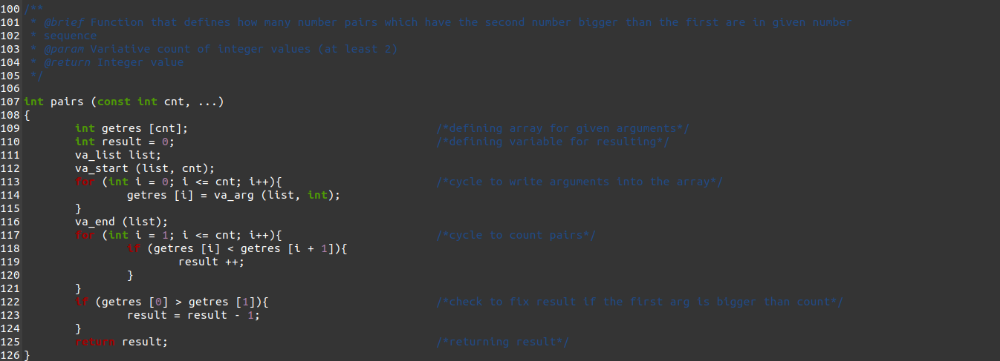 100 /**
101  * @brief Function that defines how many number pairs which have the second number bigger than the first are in given number
102  * sequence
103  * @param Variative count of integer values (at least 2)
104  * @return Integer value
105  */
106
107 int pairs (const int cnt, ...)
108 {
109         int getres [cnt];                                      /*defining array for given arguments*/
110         int result = 0;                                        /*defining variable for resulting*/
111         va_list list;
112         va_start (list, cnt);
113         for (int i = 0; i <= cnt; i++){                        /*cycle to write arguments into the array*/
114                 getres [i] = va_arg (list, int);
115         }
116         va_end (list);
117         for (int i = 1; i <= cnt; i++){                        /*cycle to count pairs*/
118                 if (getres [i] < getres [i + 1]){
119                         result ++;
120                 }
121         }
122         if (getres [0] > getres [1]){                          /*check to fix result if the first arg is bigger than count*/
123                 result = result - 1;
124         }
125         return result;                                         /*returning result*/
126 }